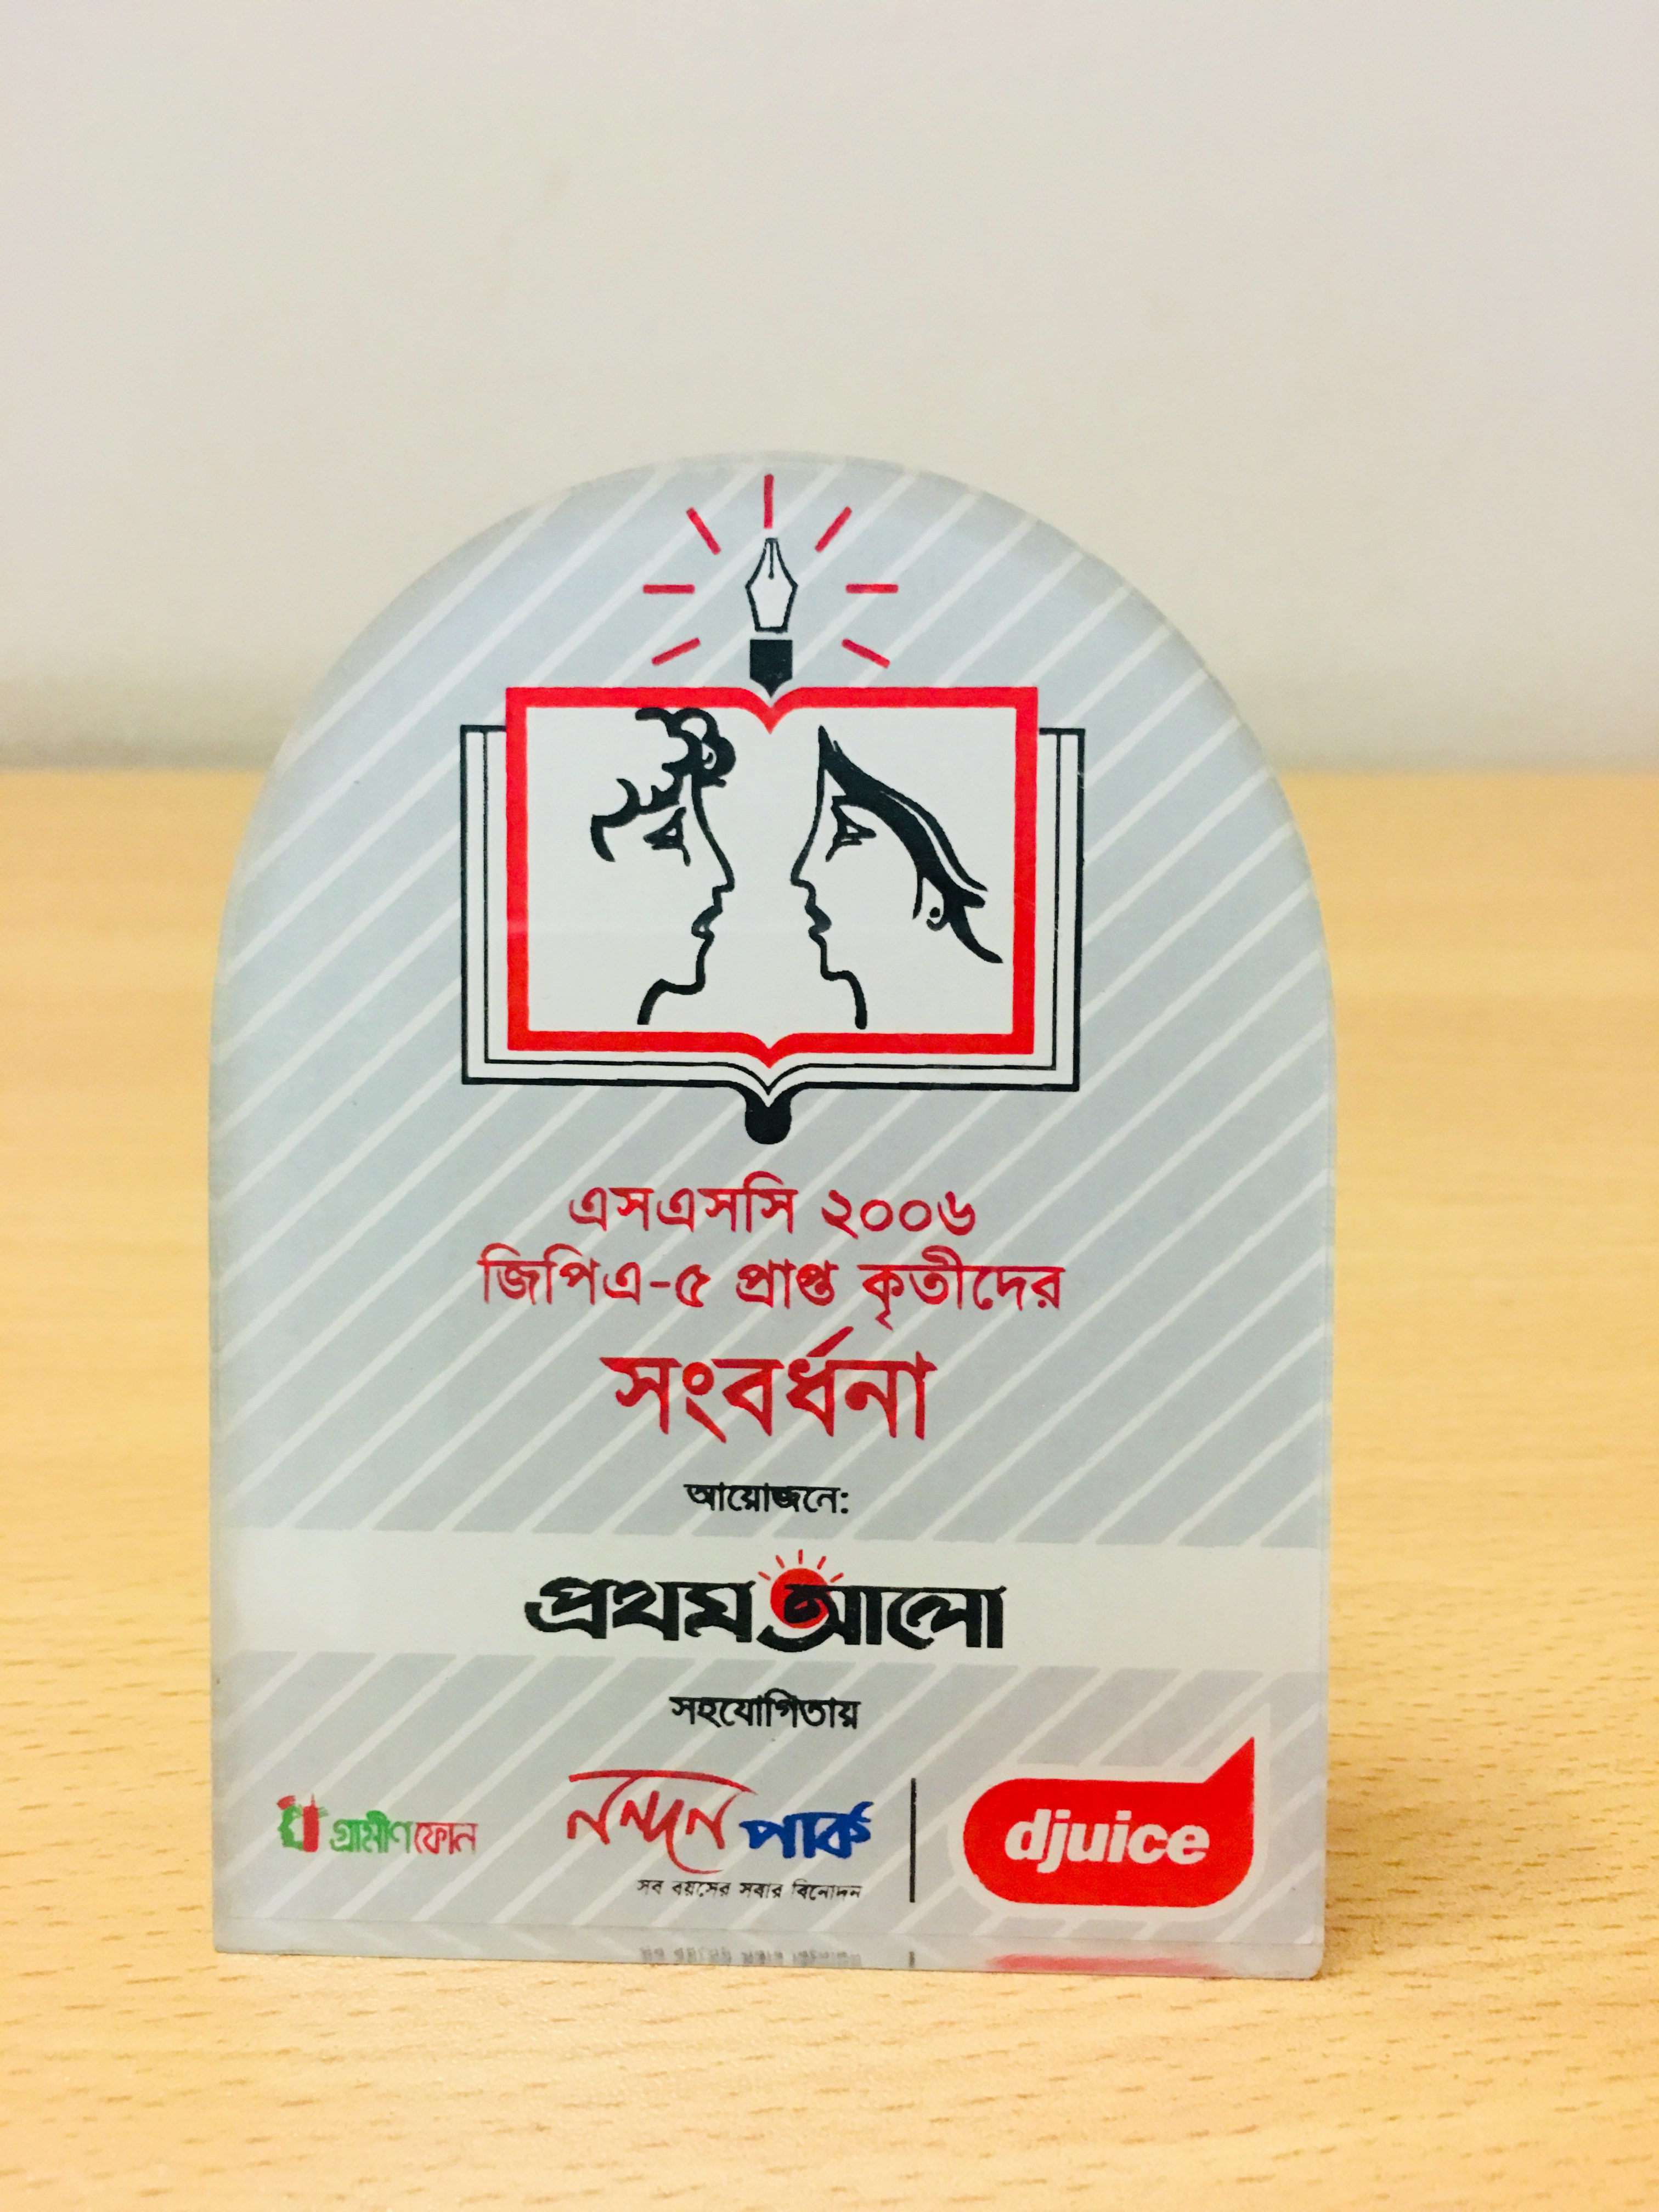 এসএসসি ২০০৬
জিপিএ-৫ প্রাপ্ত কৃতীদের
সংবর্ধনা
আয়োজনে:
প্রথম আলো
সহযোগিতায়
গ্রামীণফোন
নন্দন পার্ক
সব বয়সের সবার বিনোদন
djuice